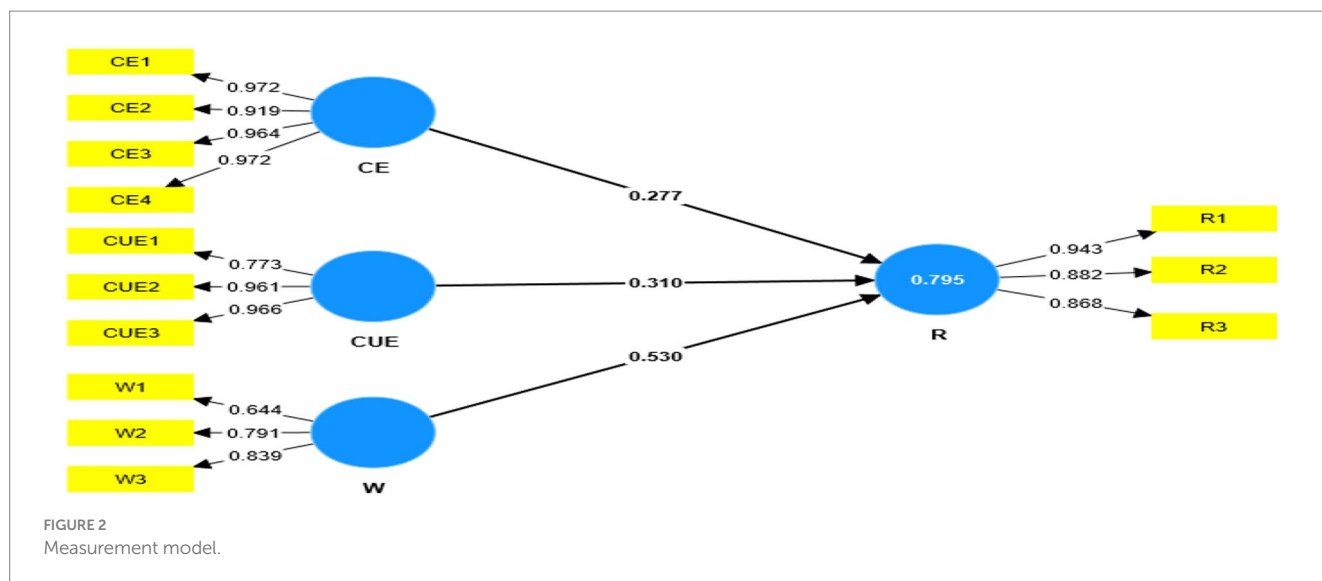 CE1
0.972
CE2
0.919
CE3
0.964
0.972
CE4
CE
0.277
CUE1
0.773
CUE2
0.961
CUE3
0.966
CUE
0.310
R1
0.943
R2
0.882
0.795
0.868
R3
R
0.530
W1
0.644
W2
0.791
W3
0.839
W
FIGURE 2
Measurement model.